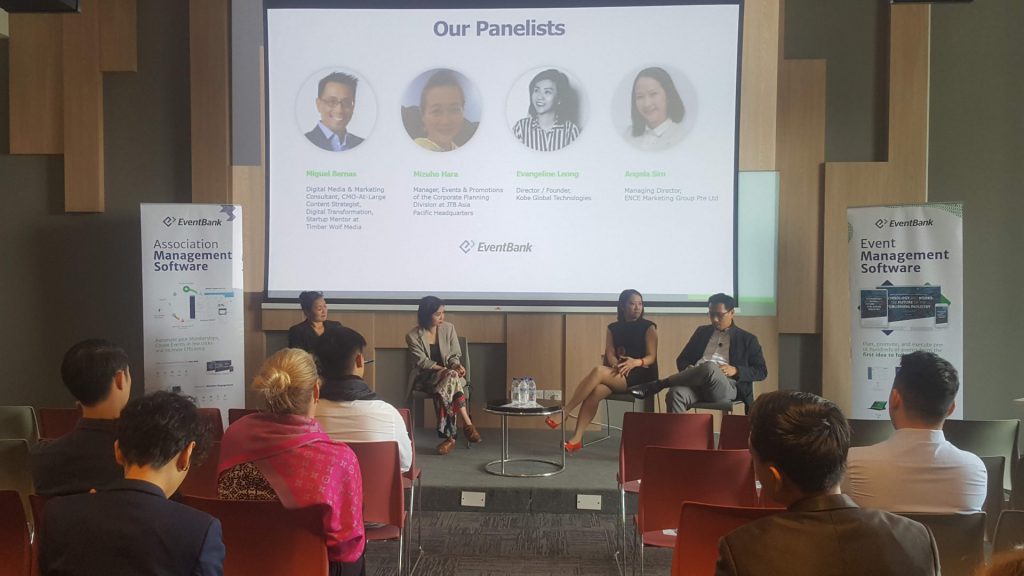 Our Panelists
Miguel Bernas
Digital Media & Marketing
Consultant, CMO-At-Large
Content Strategist,
Digital Transformation,
Startup Mentor at
Timber Wolf Media
Mizuho Hara
Manager, Events & Promotions
of the Corporate Planning
Division at JTB Asia
Pacific Headquarters
Evangeline Leong
Director / Founder,
Kobe Global Technologies
Angela Sim
Managing Director,
ENCE Marketing Group Pte Ltd
EventBank
EventBank
Association
Management
Software
EventBank
Event
Management
Software